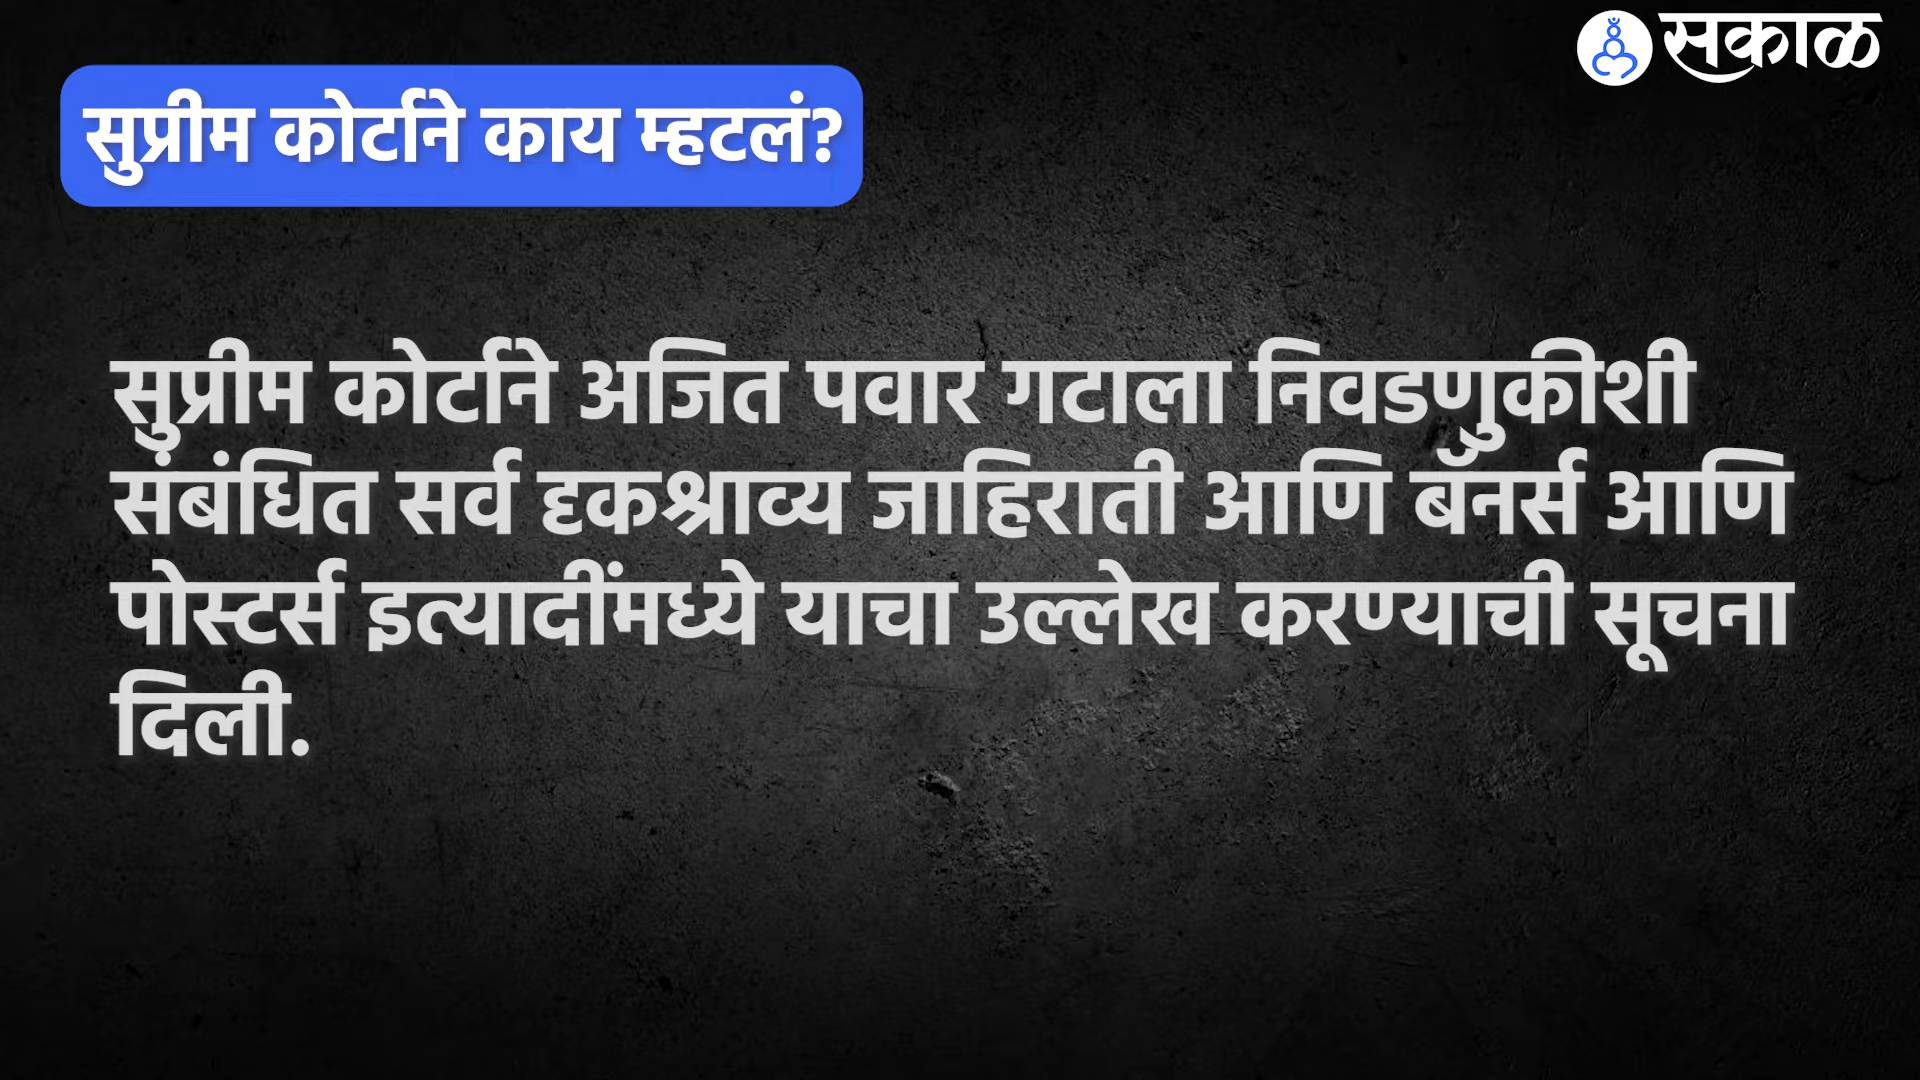 सकाळ
सुप्रीम कोर्टाने काय म्हटलं?
सुप्रीम कोर्टाने अजित पवार गटाला निवडणुकीशी
संबंधित सर्व दृकश्राव्य जाहिराती आणि बॅनर्स आणि
पोस्टर्स इत्यादींमध्ये याचा उल्लेख करण्याची सूचना
दिली.